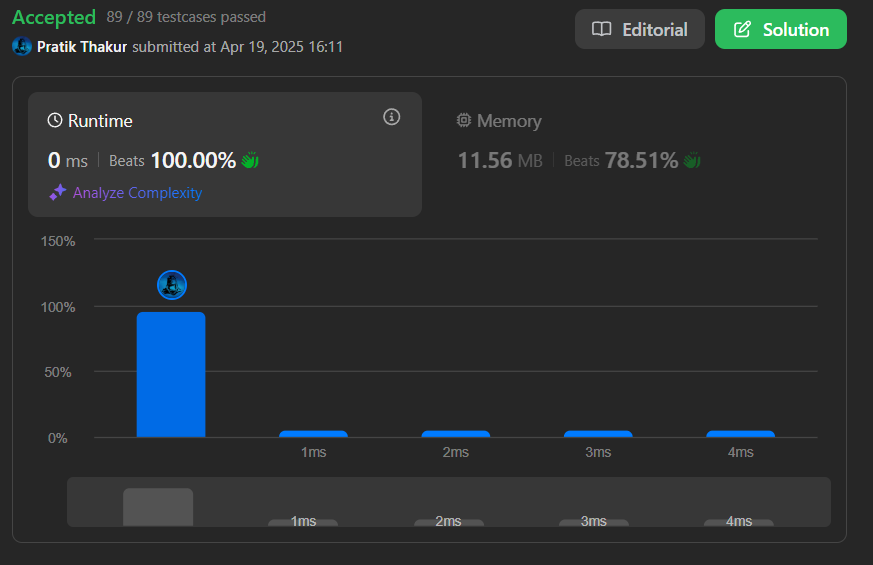 Accepted 89 / 89 testcases passed
Editorial
Solution
Pratik Thakur submitted at Apr 19, 2025 16:11
Runtime
0 ms Beats 100.00%
Analyze Complexity
Memory
11.56 MB Beats 78.51%
150%
100%
50%
0%
1ms 2ms 3ms 4ms
1ms 2ms 3ms 4ms